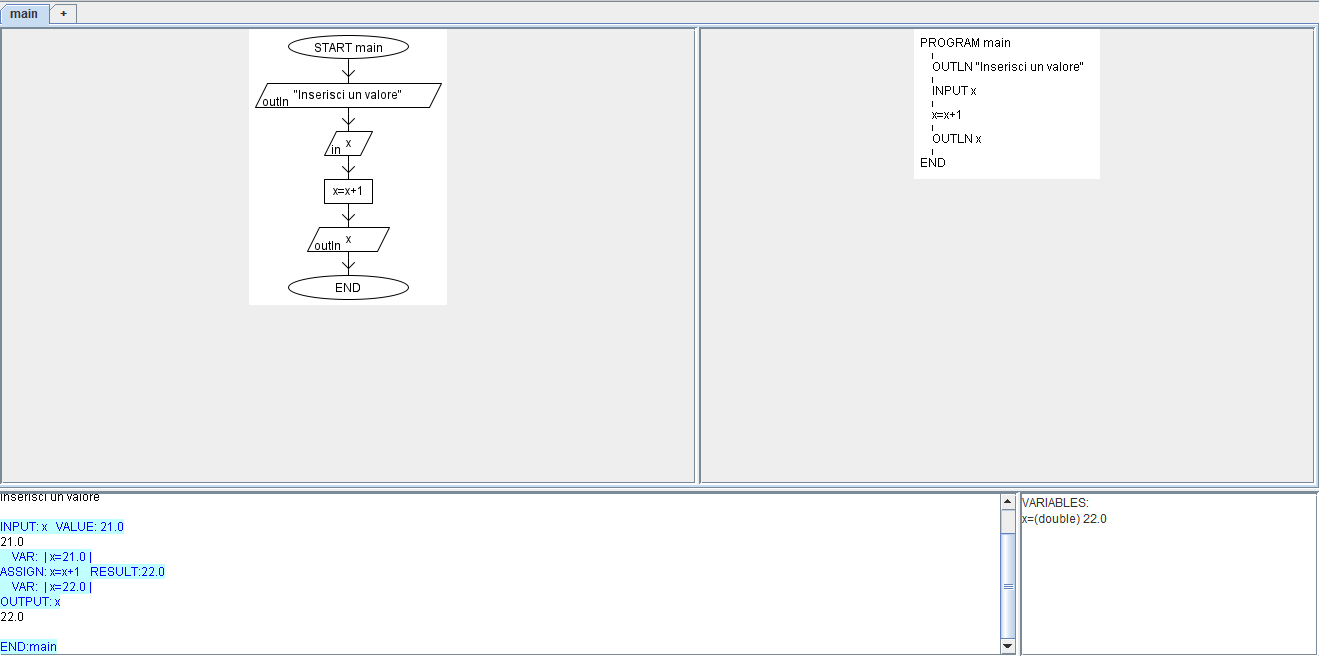 main
+
START main
"Inserisci un valore"
outln
x
in
x=x+1
x
outln
END
PROGRAM main
OUTLN "Inserisci un valore"
INPUT x
x=x+1
OUTLN x
END
Inserisci un valore
INPUT: x VALUE: 21.0
21.0
VAR: | x=21.0 |
ASSIGN: x=x+1 RESULT:22.0
VAR: | x=22.0 |
OUTPUT: x
22.0
END:main
VARIABLES:
x=(double) 22.0